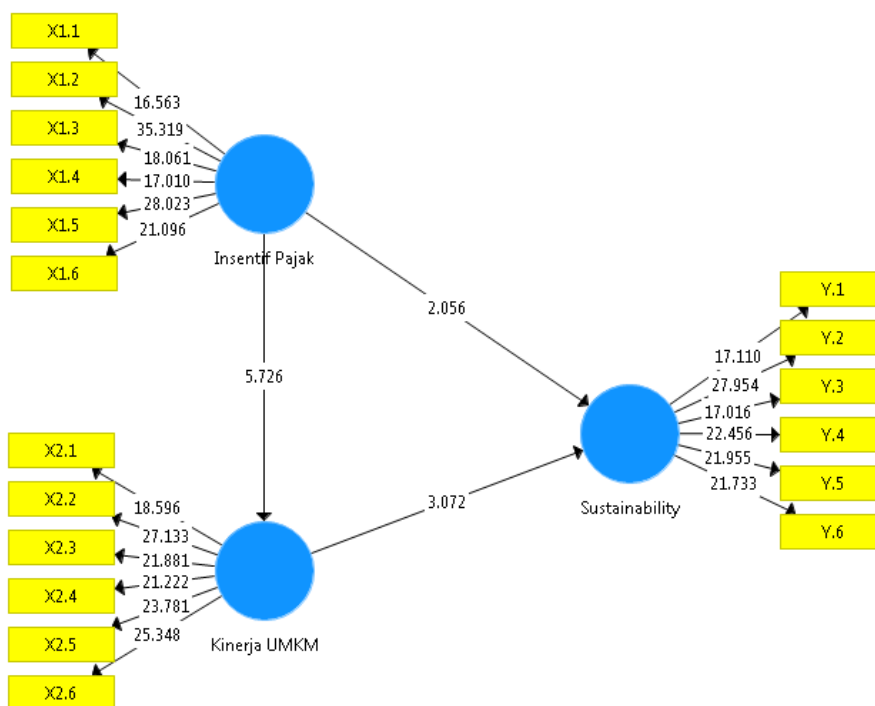 X1.1
X1.2
X1.3
X1.4
X1.5
X1.6
16.563
35.319
18.061
17.010
28.023
21.096
Insentif Pajak
2.056
5.726
Y.1
Y.2
Y.3
Y.4
Y.5
Y.6
17.110
27.954
17.016
22.456
21.955
21.733
Sustainability
3.072
X2.1
X2.2
X2.3
X2.4
X2.5
X2.6
18.596
27.133
21.881
21.222
23.781
25.348
Kinerja UMKM